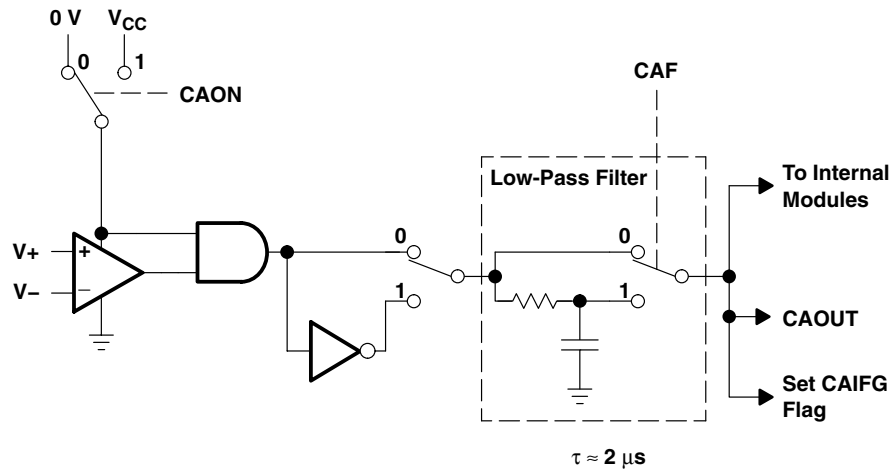 0 V
V_CC
0
1
CAON
CAF
Low-Pass Filter
To Internal
Modules
V+
+
0
0
V−
−
1
1
CAOUT
Set CAIFG
Flag
τ ≈ 2 μs